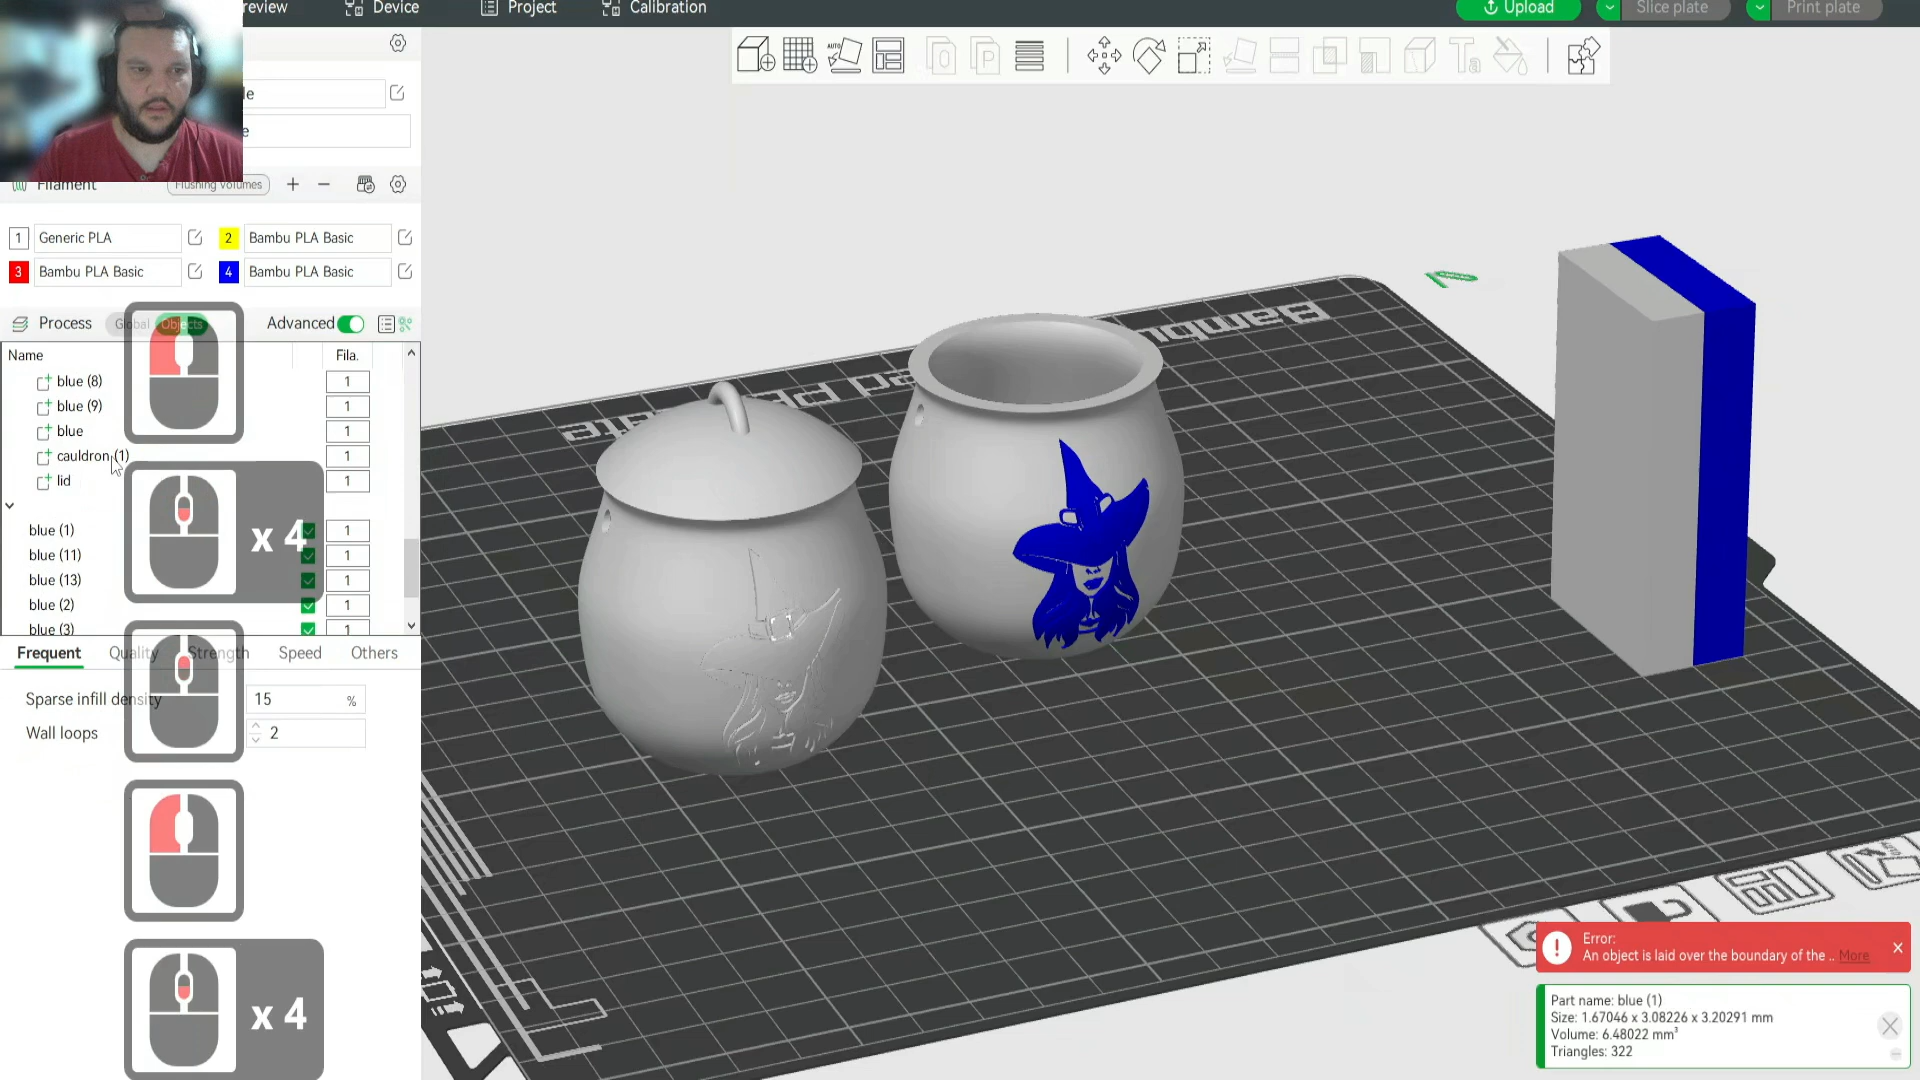 review
Device
Project
Calibration
Upload
Slice plate
Print plate
Filament
Flushing volumes
1
Generic PLA
2
Bambu PLA Basic
3
Bambu PLA Basic
4
Bambu PLA Basic
Process
Global
Objects
Advanced
Name
Fila.
blue (8)
1
blue (9)
1
blue
1
cauldron (1)
1
lid
1
blue (1)
1
blue (11)
1
blue (13)
1
blue (2)
1
blue (3)
1
x 4
Frequent
Quality
Strength
Speed
Others
Sparse infill density
15
%
Wall loops
2
x 4
Error:
An object is laid over the boundary of the .. More
Part name: blue (1)
Size: 1.67046 x 3.08226 x 3.20291 mm
Volume: 6.48022 mm³
Triangles: 322